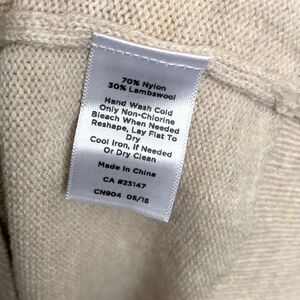 70% Nylon
30% Lambswool
Hand Wash Cold
Only Non-Chlorine
Bleach When Needed
Reshape, Lay Flat To
Dry
Cool Iron, If Needed
Or Dry Clean
Made In China
CA #23147
CN904 05/15